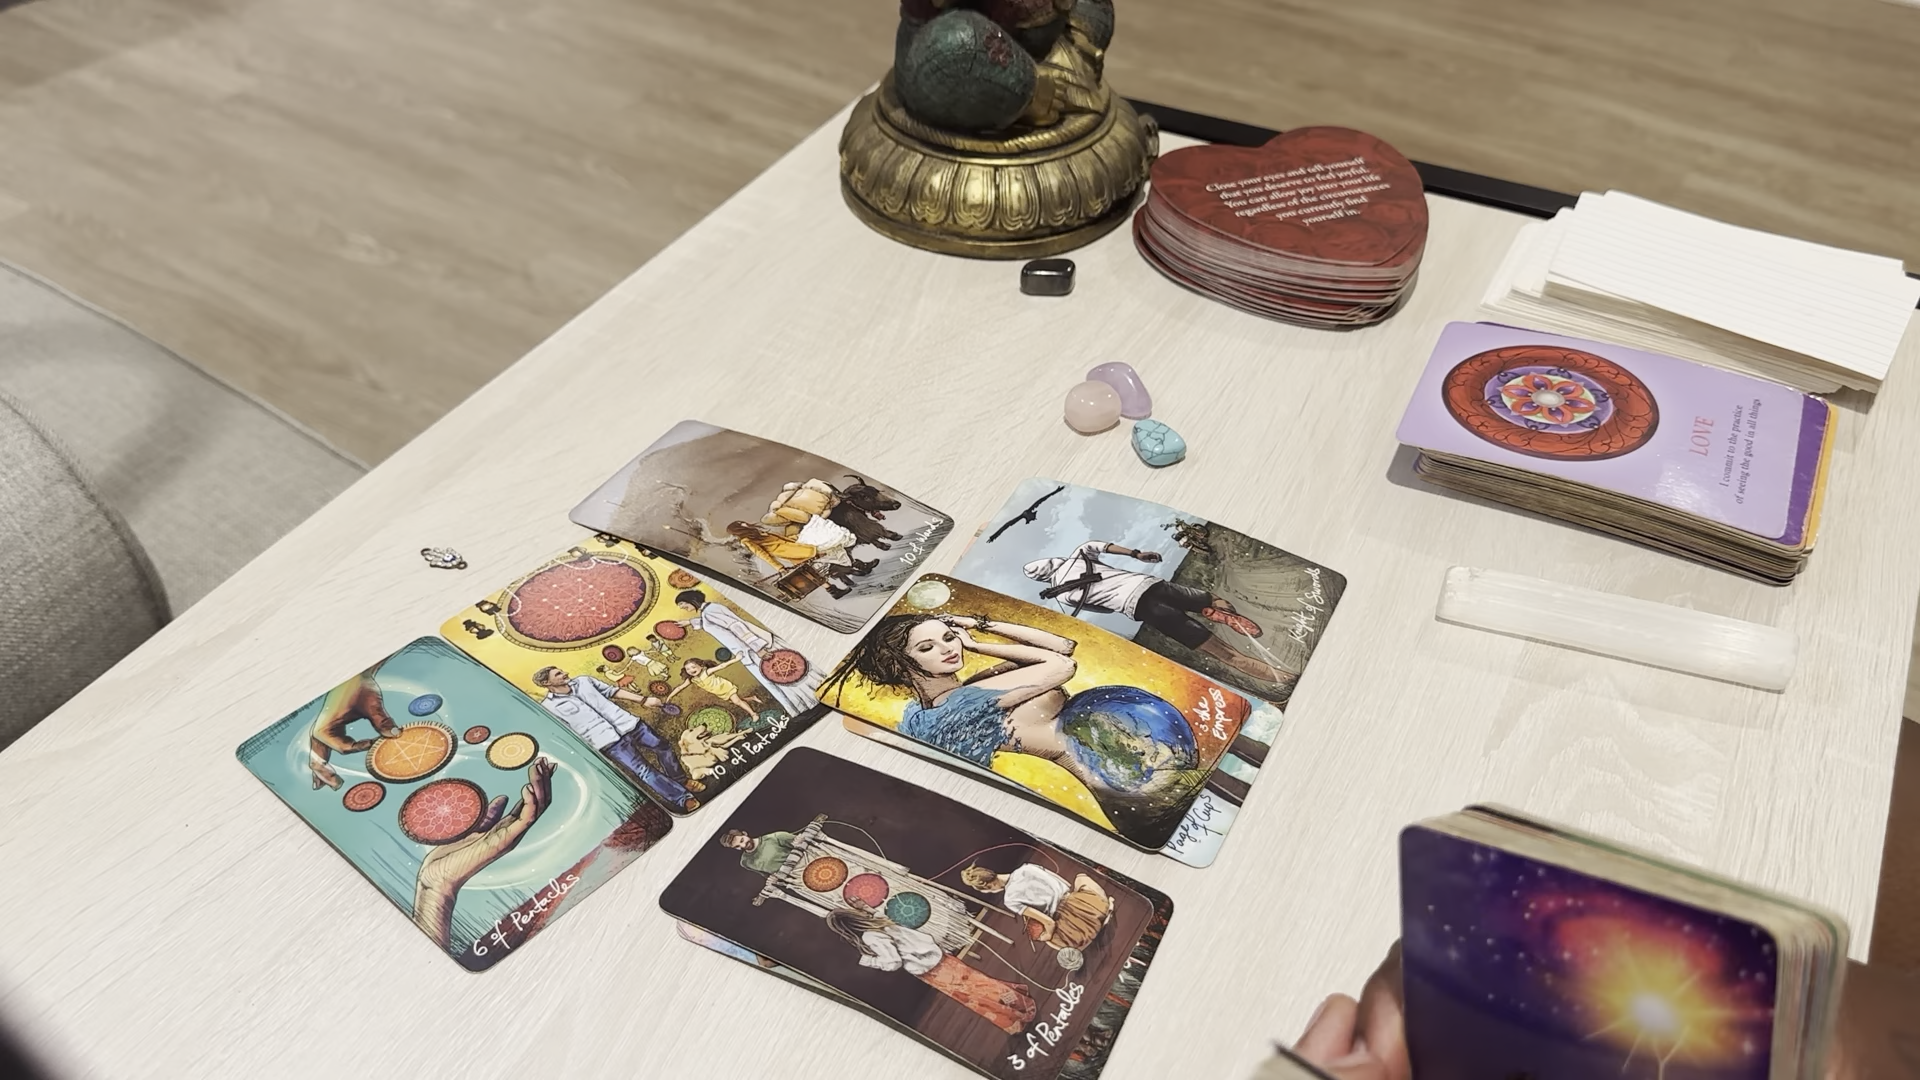 Close your eyes and tell yourself
that you deserve to feel joyful.
You can allow joy into your life
regardless of the circumstances
you currently find
yourself in.
LOVE
I commit to the practice
of seeing the good in all things
10 of Wands
Knight of Swords
10 of Pentacles
3 the
Empress
Page of Cups
6 of Pentacles
3 of Pentacles